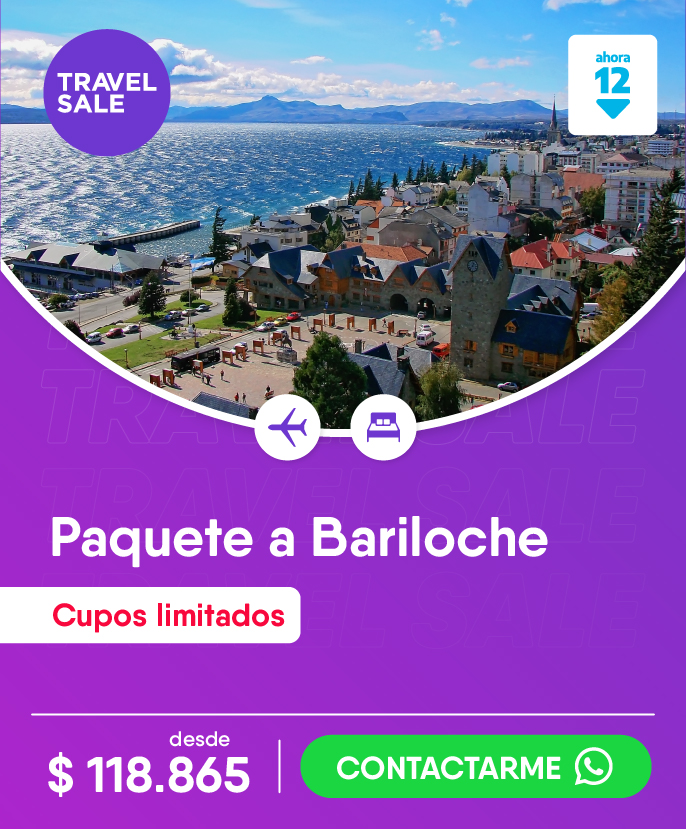 TRAVEL
SALE
ahora
12
TRAVEL SALE
TRAVEL SALE
TRAVEL SALE
Paquete a Bariloche
Cupos limitados
desde
$ 118.865
CONTACTARME